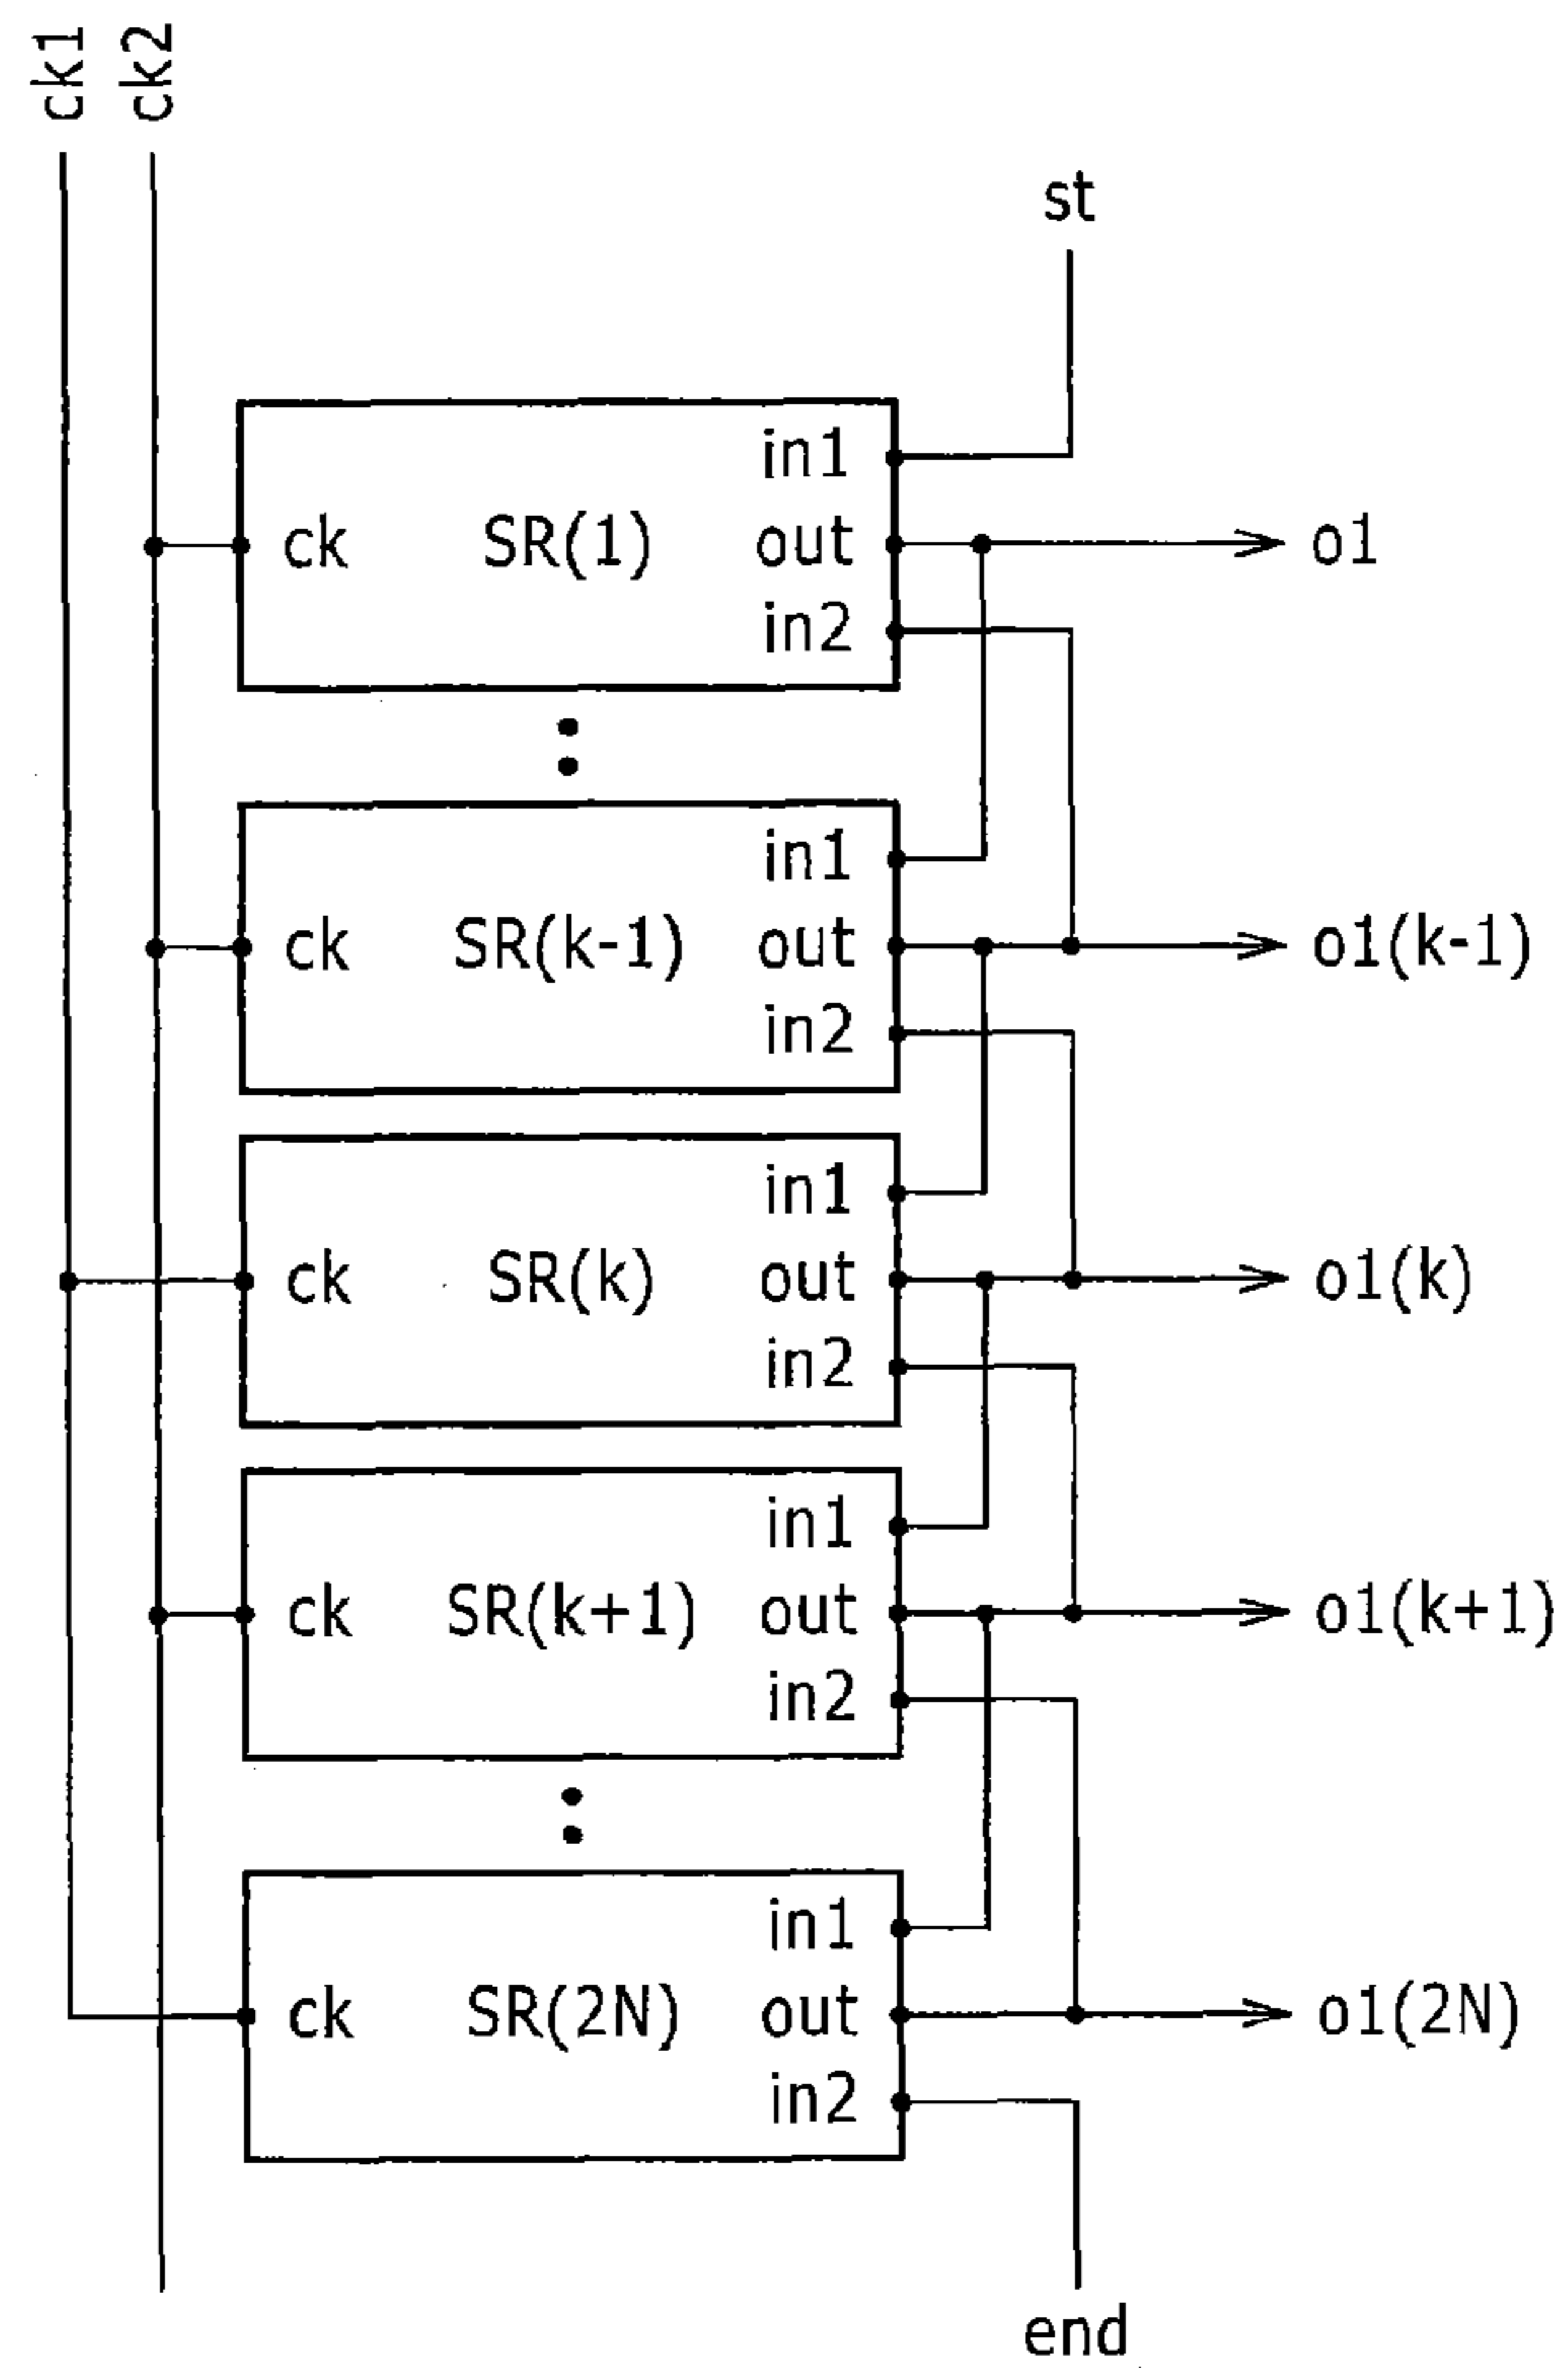 ck1
ck2
st
in1
ck SR(1) out
o1
in2
in1
ck SR(k-1) out
o1(k-1)
in2
in1
ck SR(k) out
o1(k)
in2
in1
ck SR(k+1) out
o1(k+1)
in2
in1
ck SR(2N) out
o1(2N)
in2
end